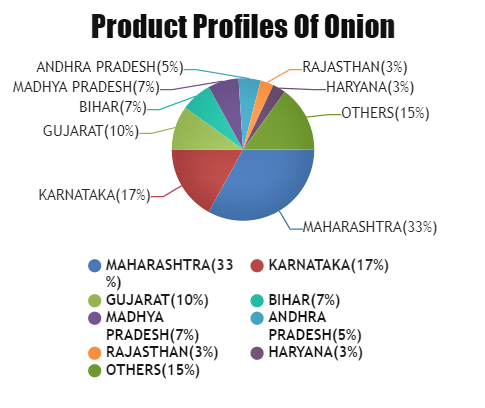 Product Profiles Of Onion
ANDHRA PRADESH(5%)
RAJASTHAN(3%)
MADHYA PRADESH(7%)
HARYANA(3%)
BIHAR(7%)
OTHERS(15%)
GUJARAT(10%)
KARNATAKA(17%)
MAHARASHTRA(33%)
MAHARASHTRA(33
%)
KARNATAKA(17%)
GUJARAT(10%)
BIHAR(7%)
MADHYA
PRADESH(7%)
ANDHRA
PRADESH(5%)
RAJASTHAN(3%)
HARYANA(3%)
OTHERS(15%)